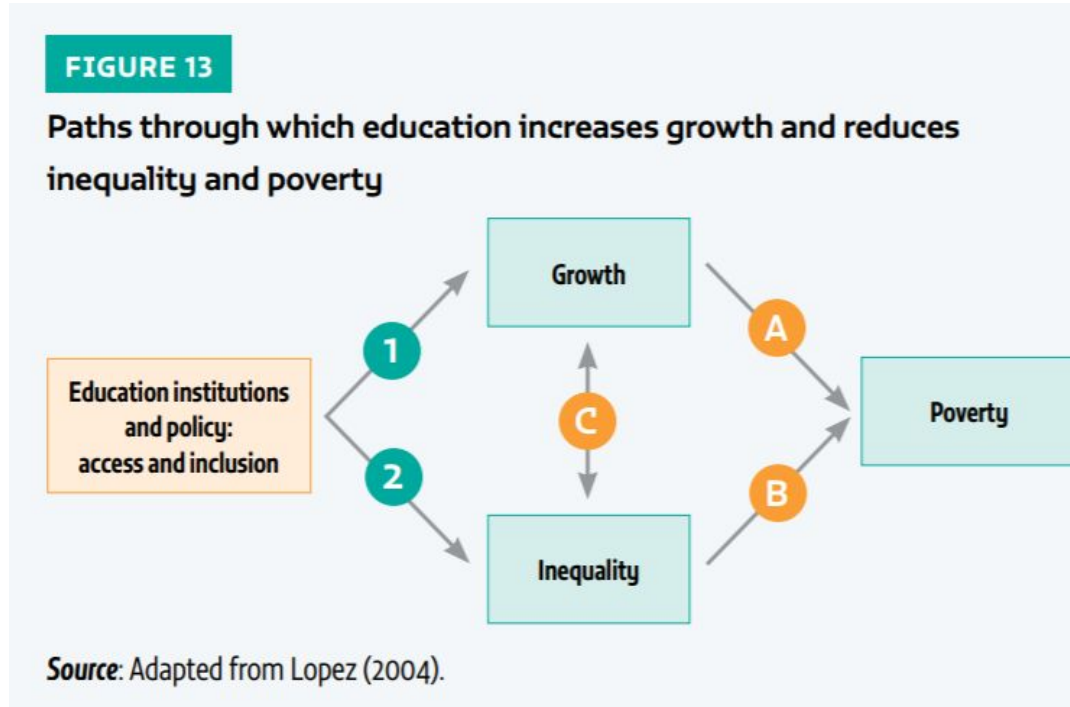 FIGURE 13
Paths through which education increases growth and reduces
inequality and poverty
Growth
1
A
Education institutions
and policy:
access and inclusion
C
Poverty
2
B
Inequality
Source: Adapted from Lopez (2004).